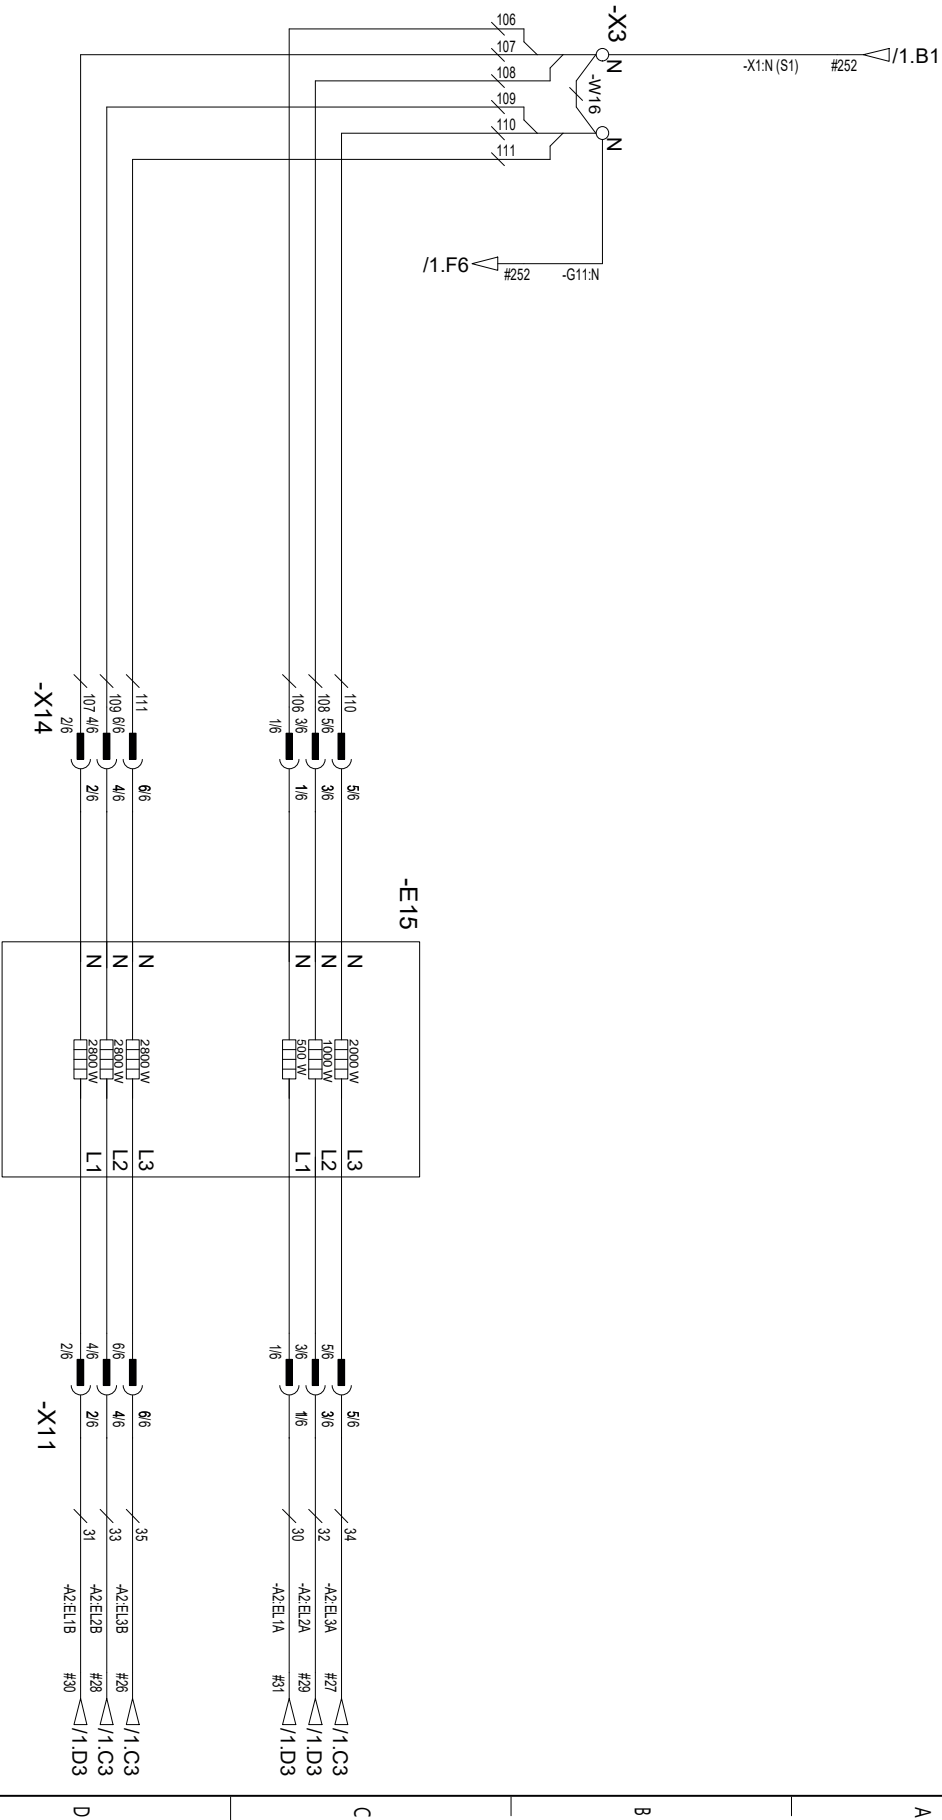 106
107
108
109
110
111
-X3
N
-W16
N
-X1:N (S1)
#252
/1.B1
/1.F6
#252
-G11:N
-X14
107
2/6
109
4/6
111
6/6
106
1/6
108
3/6
110
5/6
2/6
4/6
6/6
1/6
3/6
5/6
-E15
N
N
N
N
N
N
2800 W
2800 W
2800 W
500 W
1000 W
2000 W
L1
L2
L3
L1
L2
L3
2/6
4/6
6/6
1/6
3/6
5/6
-X11
2/6
4/6
6/6
1/6
3/6
5/6
31
33
35
30
32
34
-A2:EL1B
-A2:EL2B
-A2:EL3B
-A2:EL1A
-A2:EL2A
-A2:EL3A
#30
#28
#26
#31
#29
#27
/1.D3
/1.C3
/1.C3
/1.D3
/1.D3
/1.C3
D
C
B
A